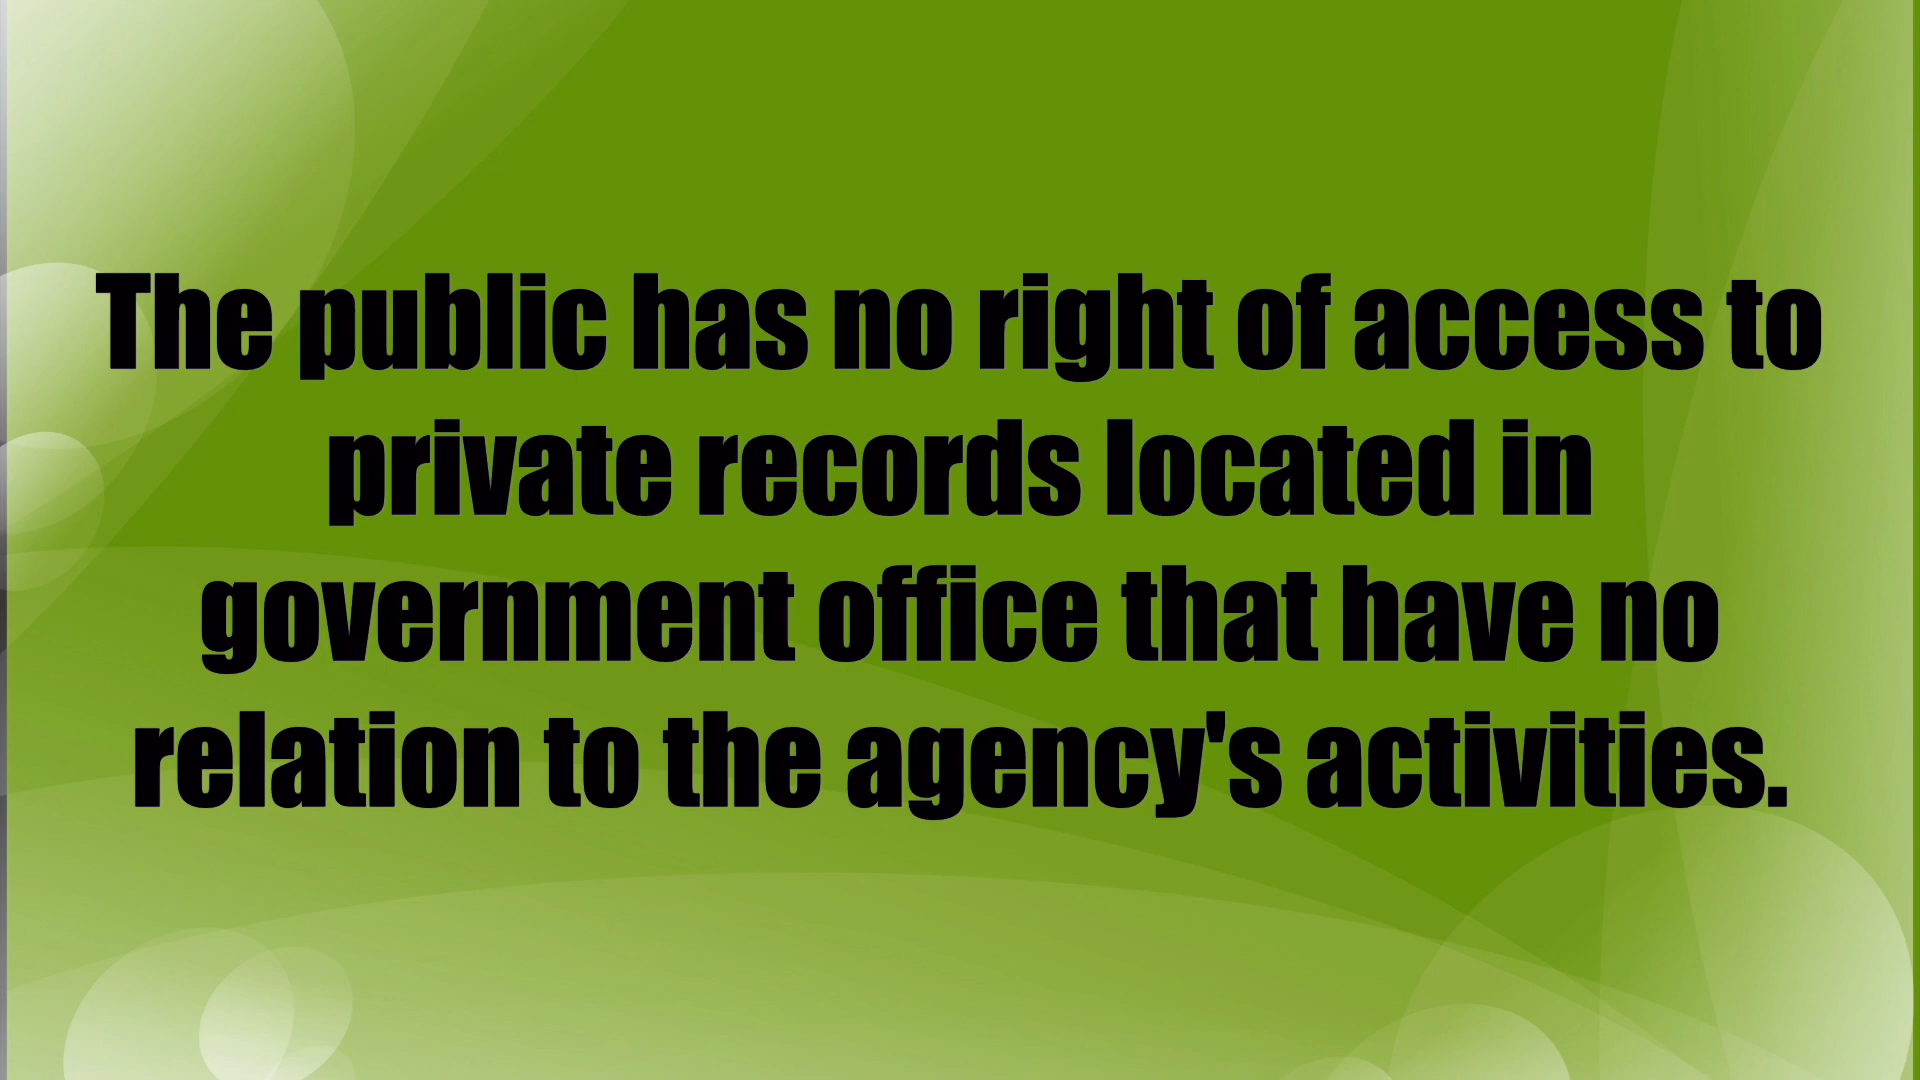 The public has no right of access to
private records located in
government office that have no
relation to the agency's activities.